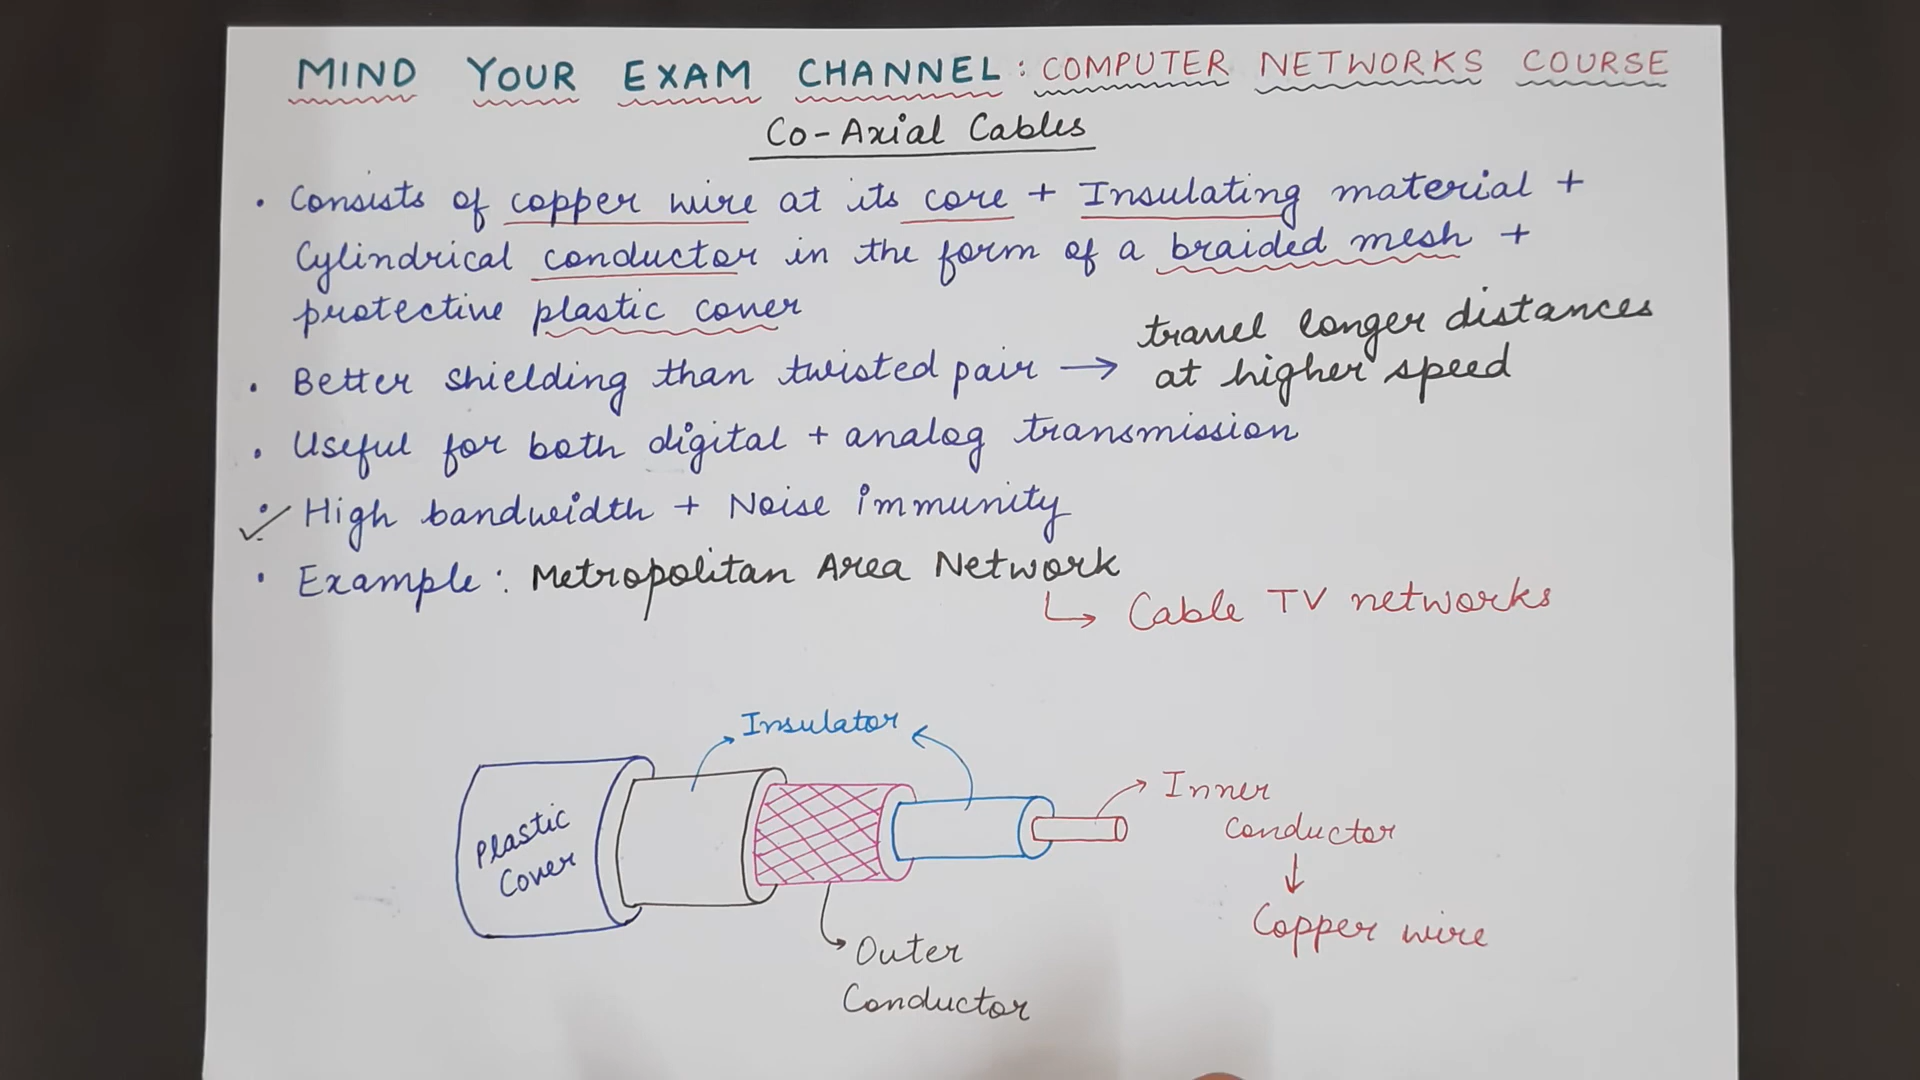 MIND YOUR EXAM CHANNEL: COMPUTER NETWORKS COURSE
Co-Axial Cables
• Consists of copper wire at its core + Insulating material +
Cylindrical conductor in the form of a braided mesh +
protective plastic cover
• Better shielding than twisted pair → travel longer distances
at higher speed
• Useful for both digital + analog transmission
• High bandwidth + Noise immunity
• Example: Metropolitan Area Network
↳ Cable TV networks
Insulator
Plastic
Cover
Inner
Conductor
↓
Copper wire
Outer
Conductor